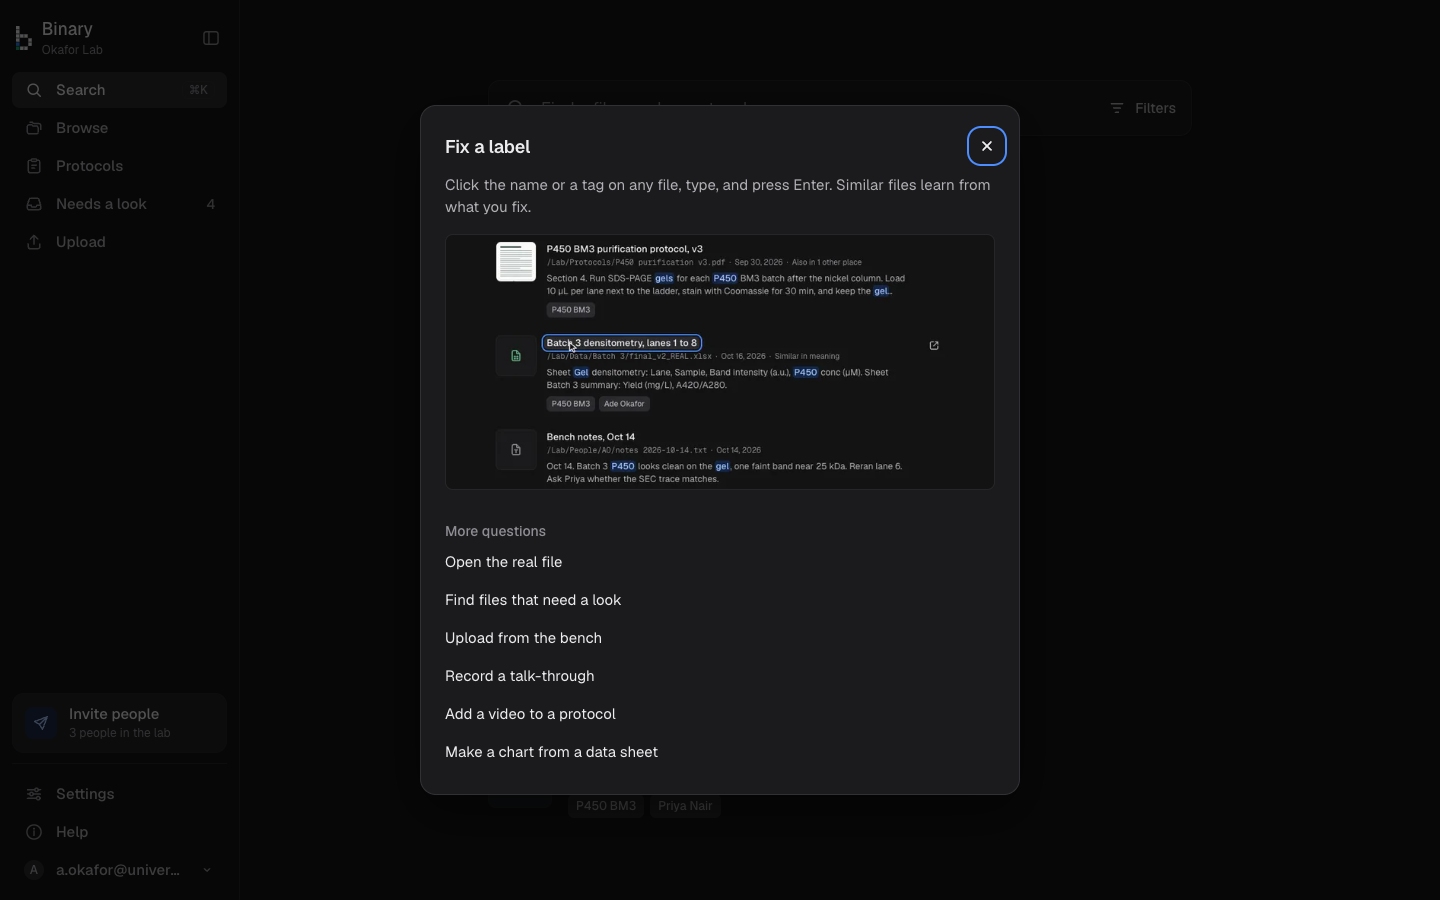 Binary
Okafor Lab
Search ⌘K
Browse
Protocols
Needs a look 4
Upload
Filters
Fix a label
Click the name or a tag on any file, type, and press Enter. Similar files learn from
what you fix.
P450 BM3 purification protocol, v3
/Lab/Protocols/P450 purification v3.pdf · Sep 30, 2026 · Also in 1 other place
Section 4. Run SDS-PAGE gels for each P450 BM3 batch after the nickel column. Load
10 µL per lane next to the ladder, stain with Coomassie for 30 min, and keep the gel..
P450 BM3
Batch 3 densitometry, lanes 1 to 8
/Lab/Data/Batch 3/final_v2_REAL.xlsx · Oct 16, 2026 · Similar in meaning
Sheet Gel densitometry: Lane, Sample, Band intensity (a.u.), P450 conc (µM). Sheet
Batch 3 summary: Yield (mg/L), A420/A280.
P450 BM3 Ade Okafor
Bench notes, Oct 14
/Lab/People/AO/notes 2026-10-14.txt · Oct 14, 2026
Oct 14. Batch 3 P450 looks clean on the gel, one faint band near 25 kDa. Reran lane 6.
Ask Priya whether the SEC trace matches.
More questions
Open the real file
Find files that need a look
Upload from the bench
Record a talk-through
Add a video to a protocol
Make a chart from a data sheet
P450 BM3 Priya Nair
Invite people
3 people in the lab
Settings
Help
A a.okafor@univer...